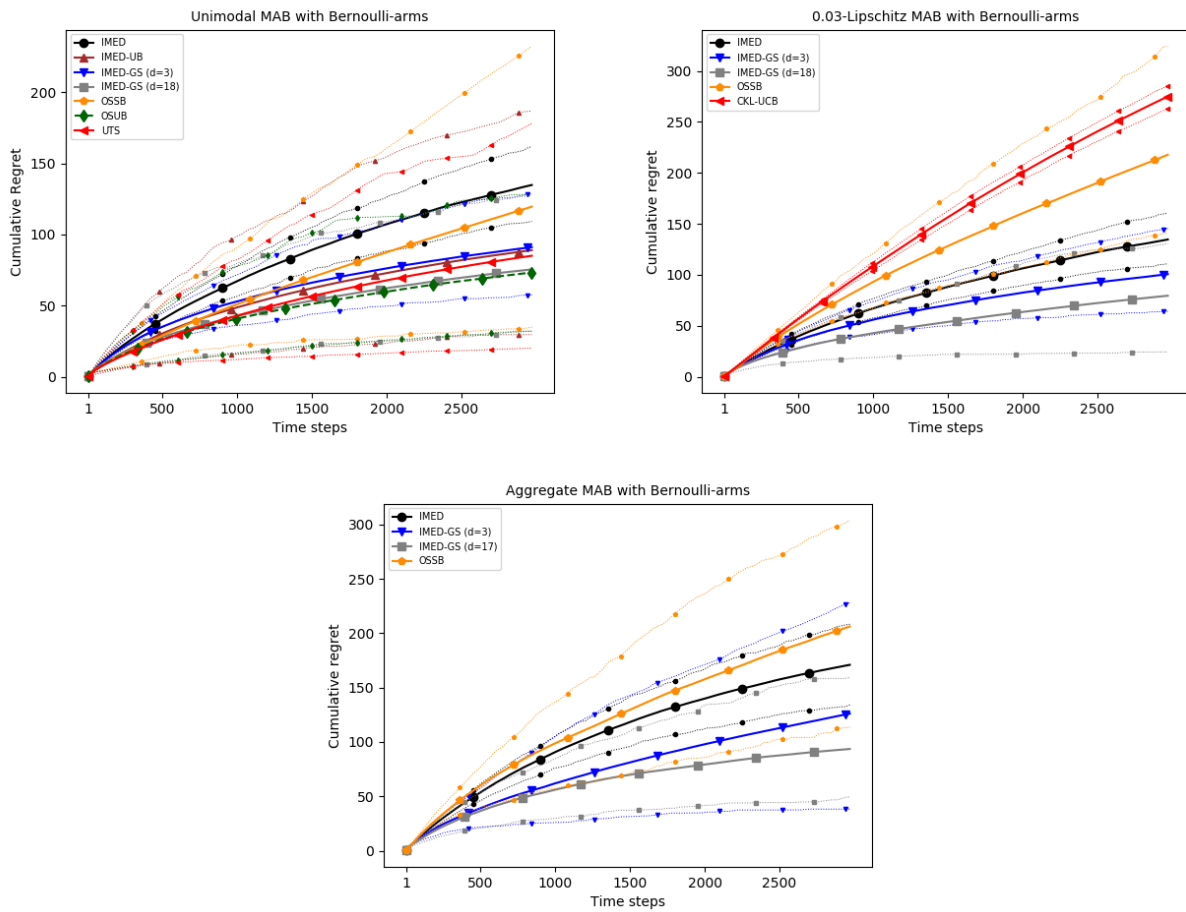 Unimodal MAB with Bernoulli-arms
IMED
IMED-UB
IMED-GS (d=3)
IMED-GS (d=18)
OSSB
OSUB
UTS
Cumulative Regret
200
150
100
50
0
1 500 1000 1500 2000 2500
Time steps
0.03-Lipschitz MAB with Bernoulli-arms
IMED
IMED-GS (d=3)
IMED-GS (d=18)
OSSB
CKL-UCB
Cumulative regret
300
250
200
150
100
50
0
1 500 1000 1500 2000 2500
Time steps
Aggregate MAB with Bernoulli-arms
IMED
IMED-GS (d=3)
IMED-GS (d=17)
OSSB
Cumulative regret
300
250
200
150
100
50
0
1 500 1000 1500 2000 2500
Time steps